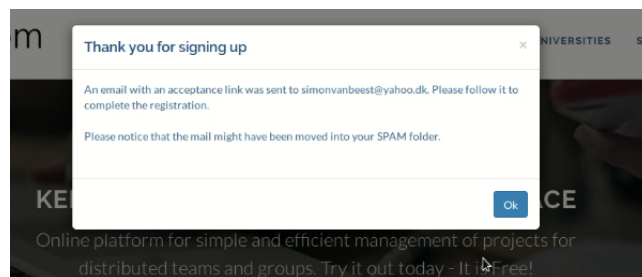 om
Thank you for signing up
×
NIVERSITIES S
An email with an acceptance link was sent to simonvanbeest@yahoo.dk. Please follow it to
complete the registration.
Please notice that the mail might have been moved into your SPAM folder.
Ok
KE CE
Online platform for simple and efficient management of projects for
distributed teams and groups. Try it out today - It is Free!